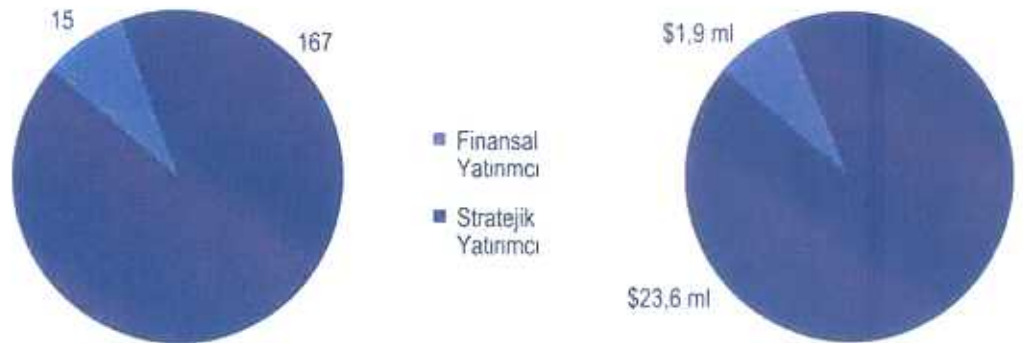 15
167
Finansal
Yatırımcı
Stratejik
Yatırımcı
$1,9 ml
$23,6 ml